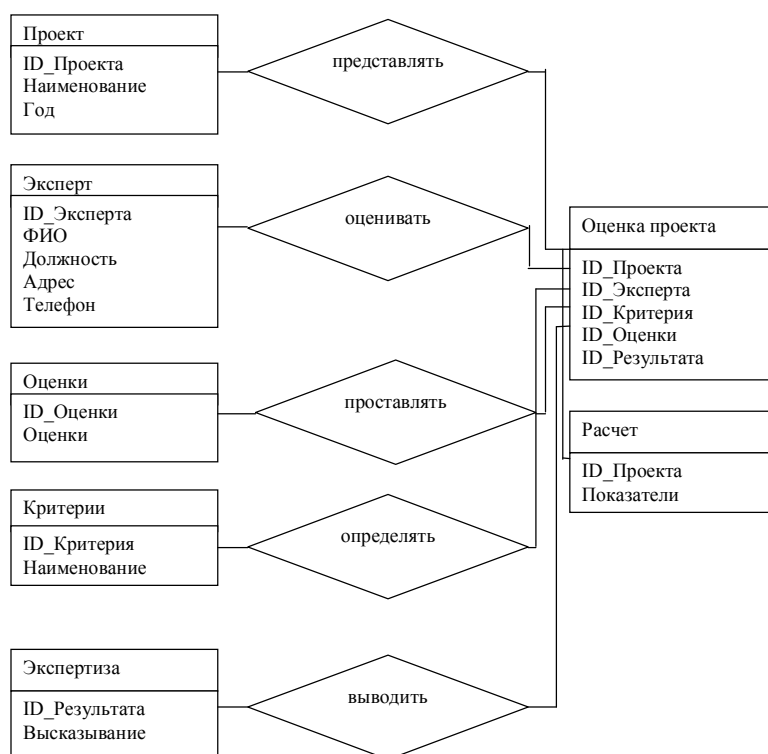 Проект
ID_Проекта
Наименование
Год
представлять
Эксперт
ID_Эксперта
ФИО
Должность
Адрес
Телефон
оценивать
Оценка проекта
ID_Проекта
ID_Эксперта
ID_Критерия
ID_Оценки
ID_Результата
Оценки
ID_Оценки
Оценки
проставлять
Расчет
ID_Проекта
Показатели
Критерии
ID_Критерия
Наименование
определять
Экспертиза
ID_Результата
Высказывание
выводить